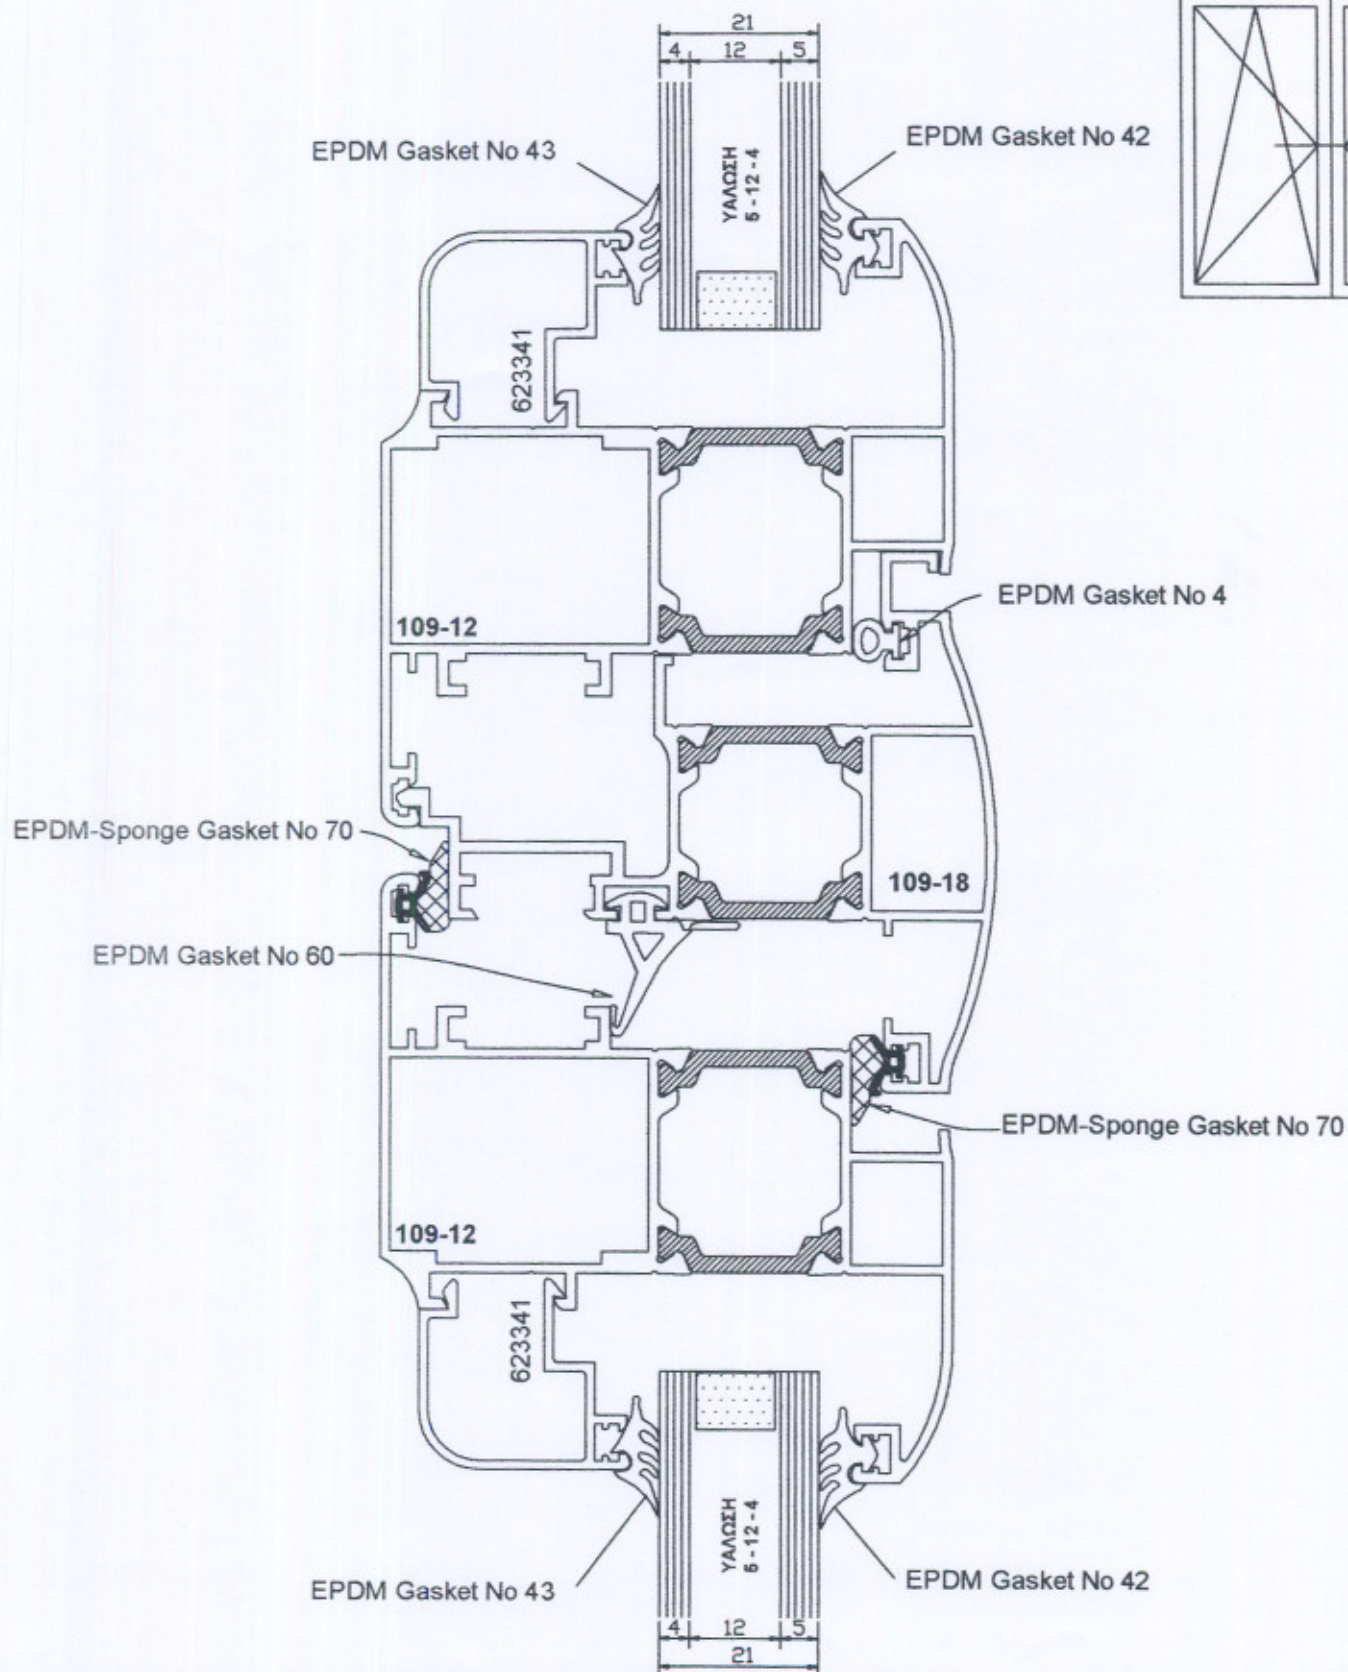 21
4 12 5
EPDM Gasket No 43
EPDM Gasket No 42
ΥΑΛΩΣΗ
5 - 12 - 4
623341
109-12
EPDM Gasket No 4
EPDM-Sponge Gasket No 70
109-18
EPDM Gasket No 60
EPDM-Sponge Gasket No 70
109-12
623341
ΥΑΛΩΣΗ
5 - 12 - 4
EPDM Gasket No 43
EPDM Gasket No 42
4 12 5
21